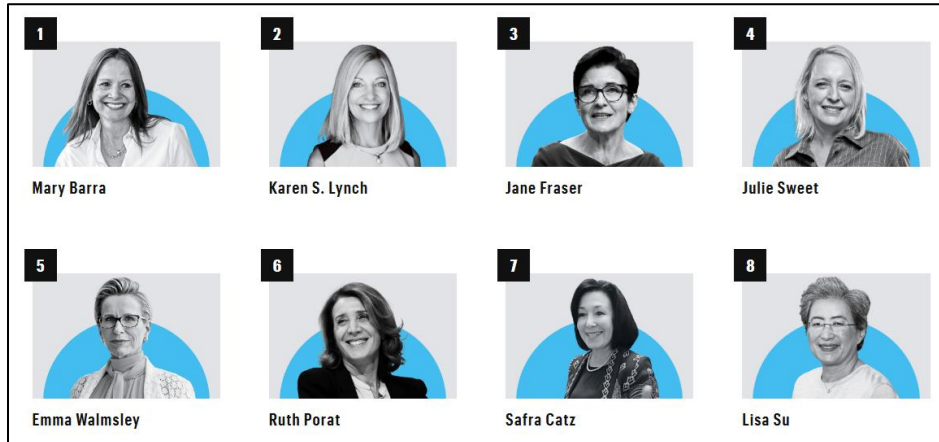 1 2 3 4
Mary Barra Karen S. Lynch Jane Fraser Julie Sweet
5 6 7 8
Emma Walmsley Ruth Porat Safra Catz Lisa Su